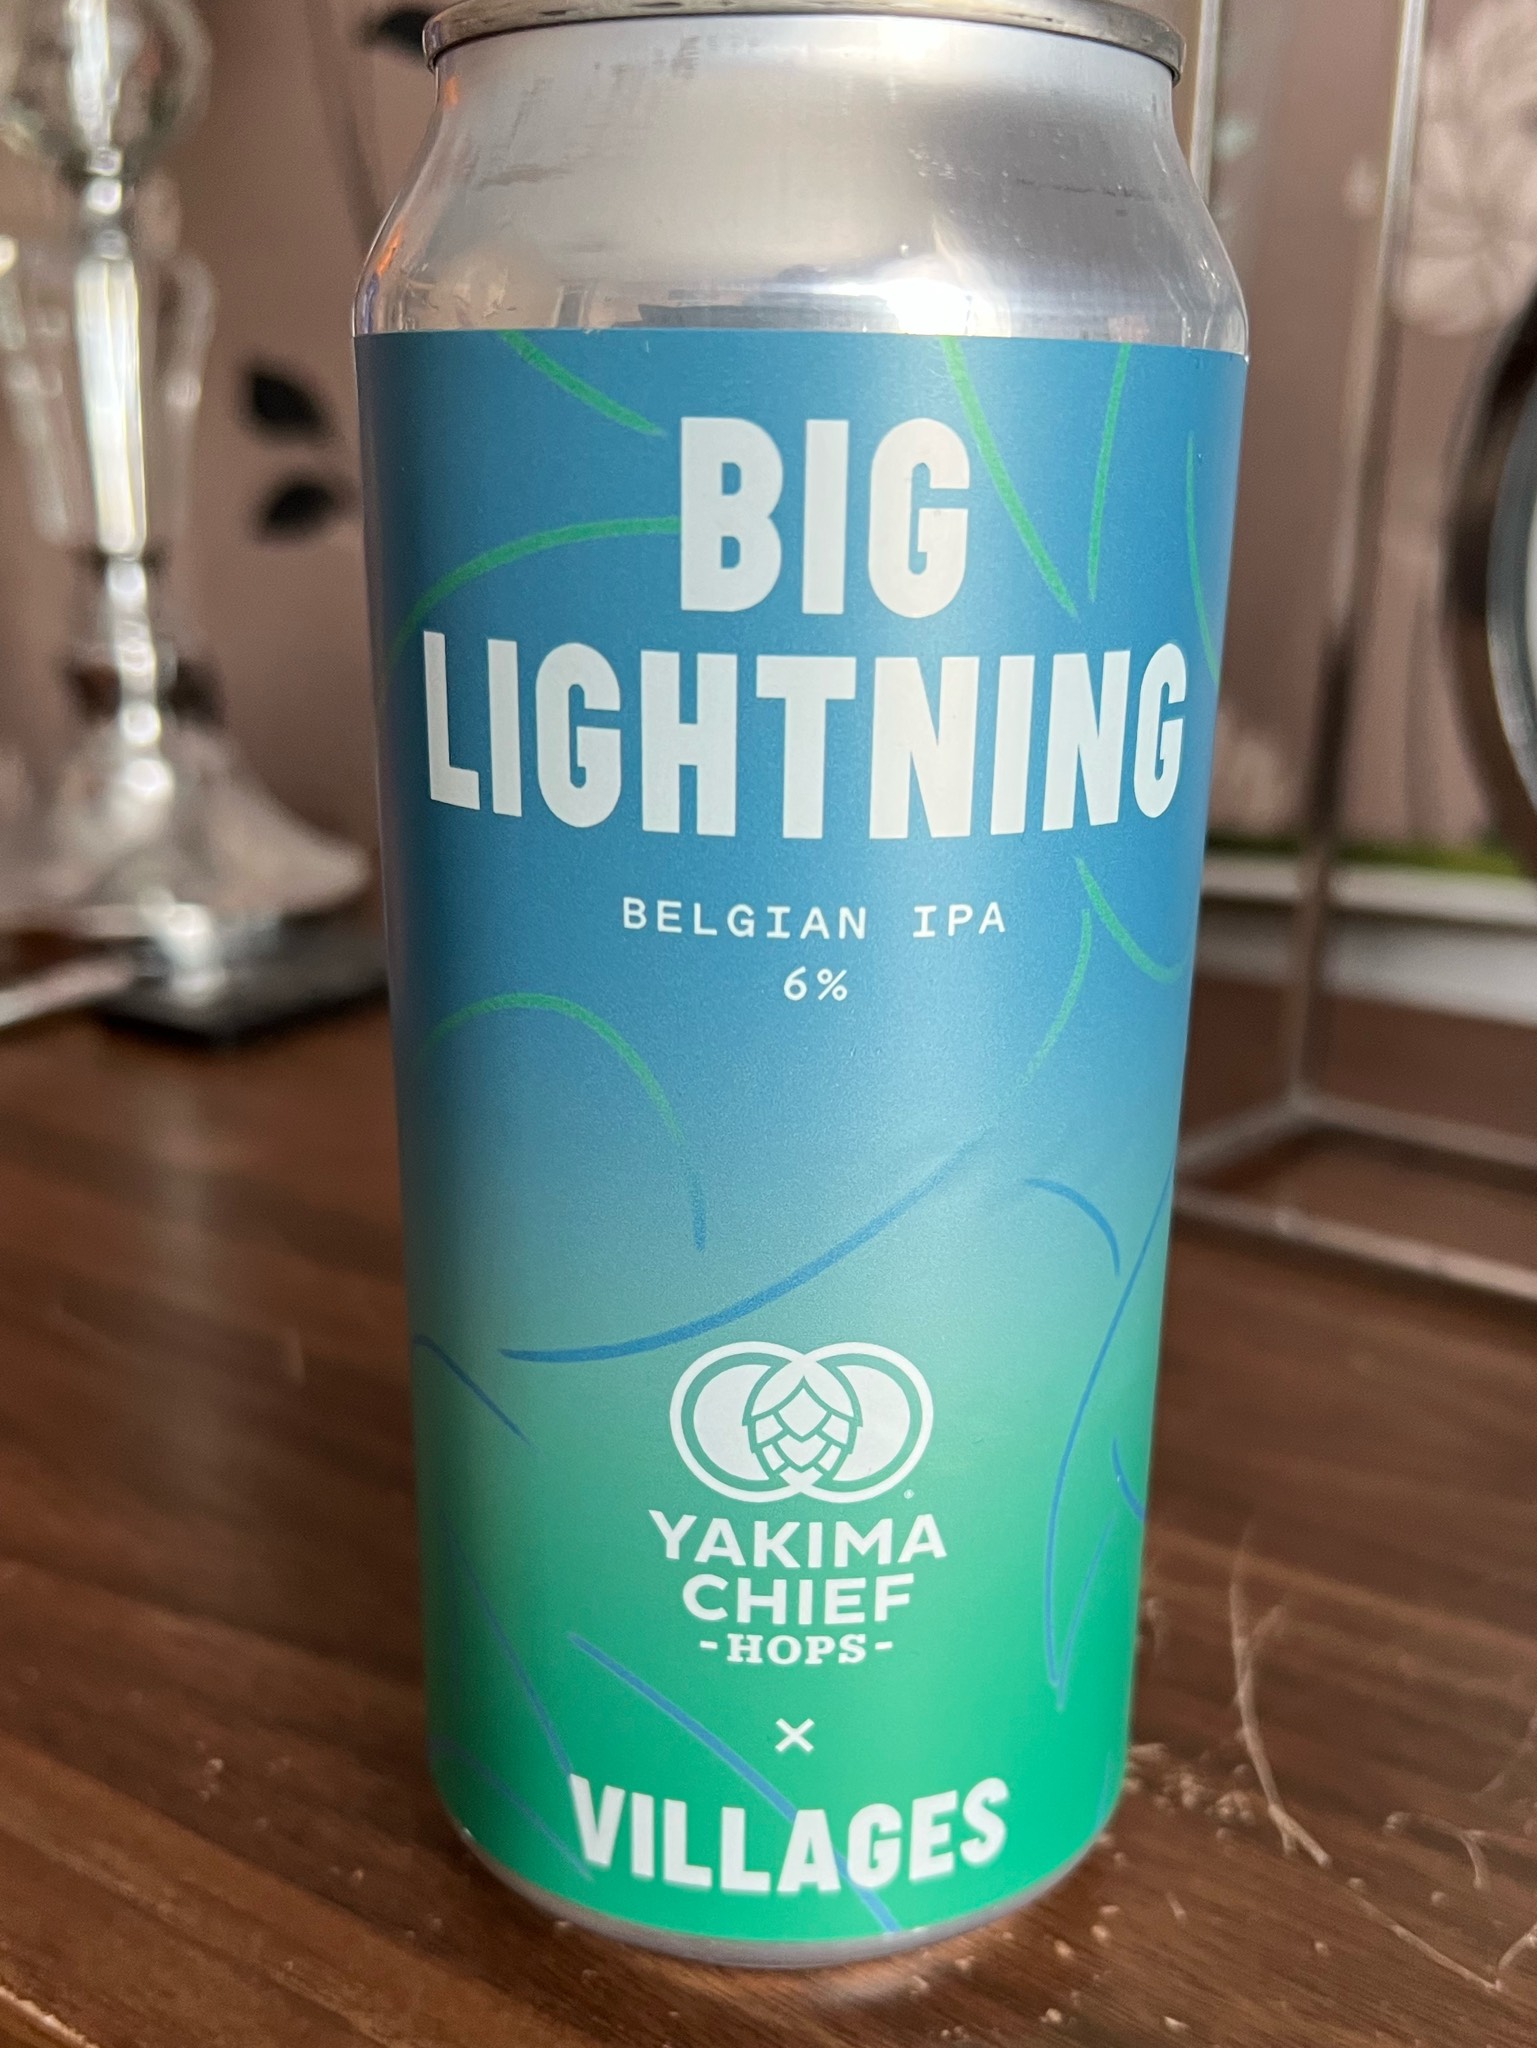 BIG
LIGHTNING
BELGIAN IPA
6%
YAKIMA
CHIEF
-HOPS-
×
VILLAGES